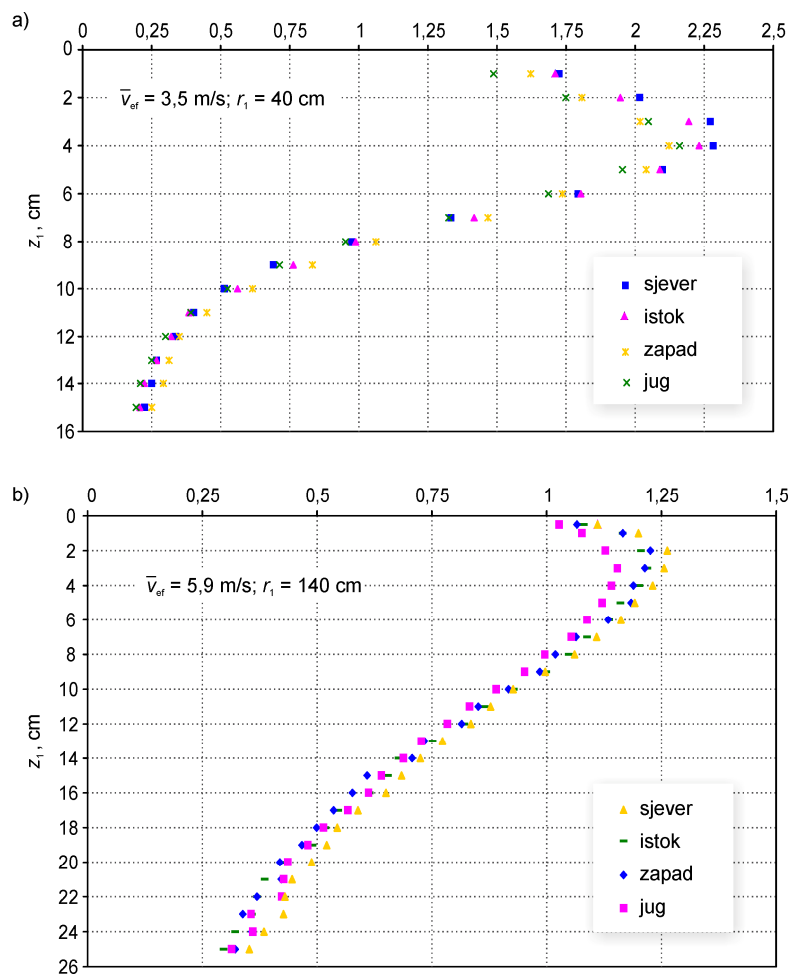 a)
0 0,25 0,5 0,75 1 1,25 1,5 1,75 2 2,25 2,5
0
v̅ef = 3,5 m/s; r1 = 40 cm
2
4
6
8
10
12
14
16
z1, cm
sjever
istok
zapad
jug
b)
0 0,25 0,5 0,75 1 1,25 1,5
0
2
v̅ef = 5,9 m/s; r1 = 140 cm
4
6
8
10
12
14
16
18
20
22
24
26
z1, cm
sjever
istok
zapad
jug